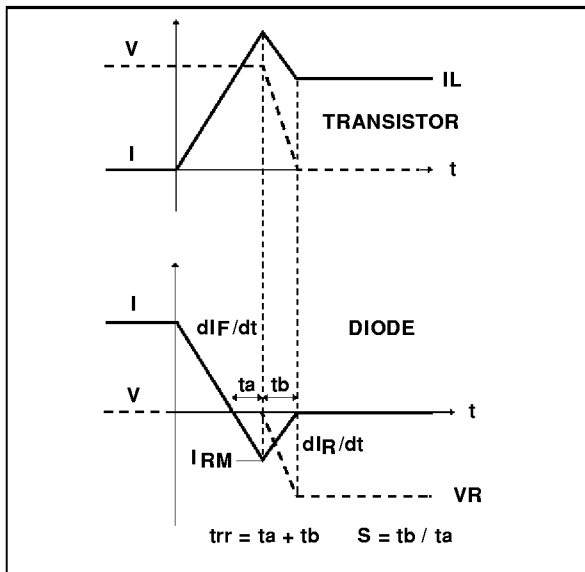 V
IL
TRANSISTOR
I
t
I
dIF/dt
DIODE
ta
tb
V
t
IRM
dIR/dt
VR
trr = ta + tb S = tb / ta